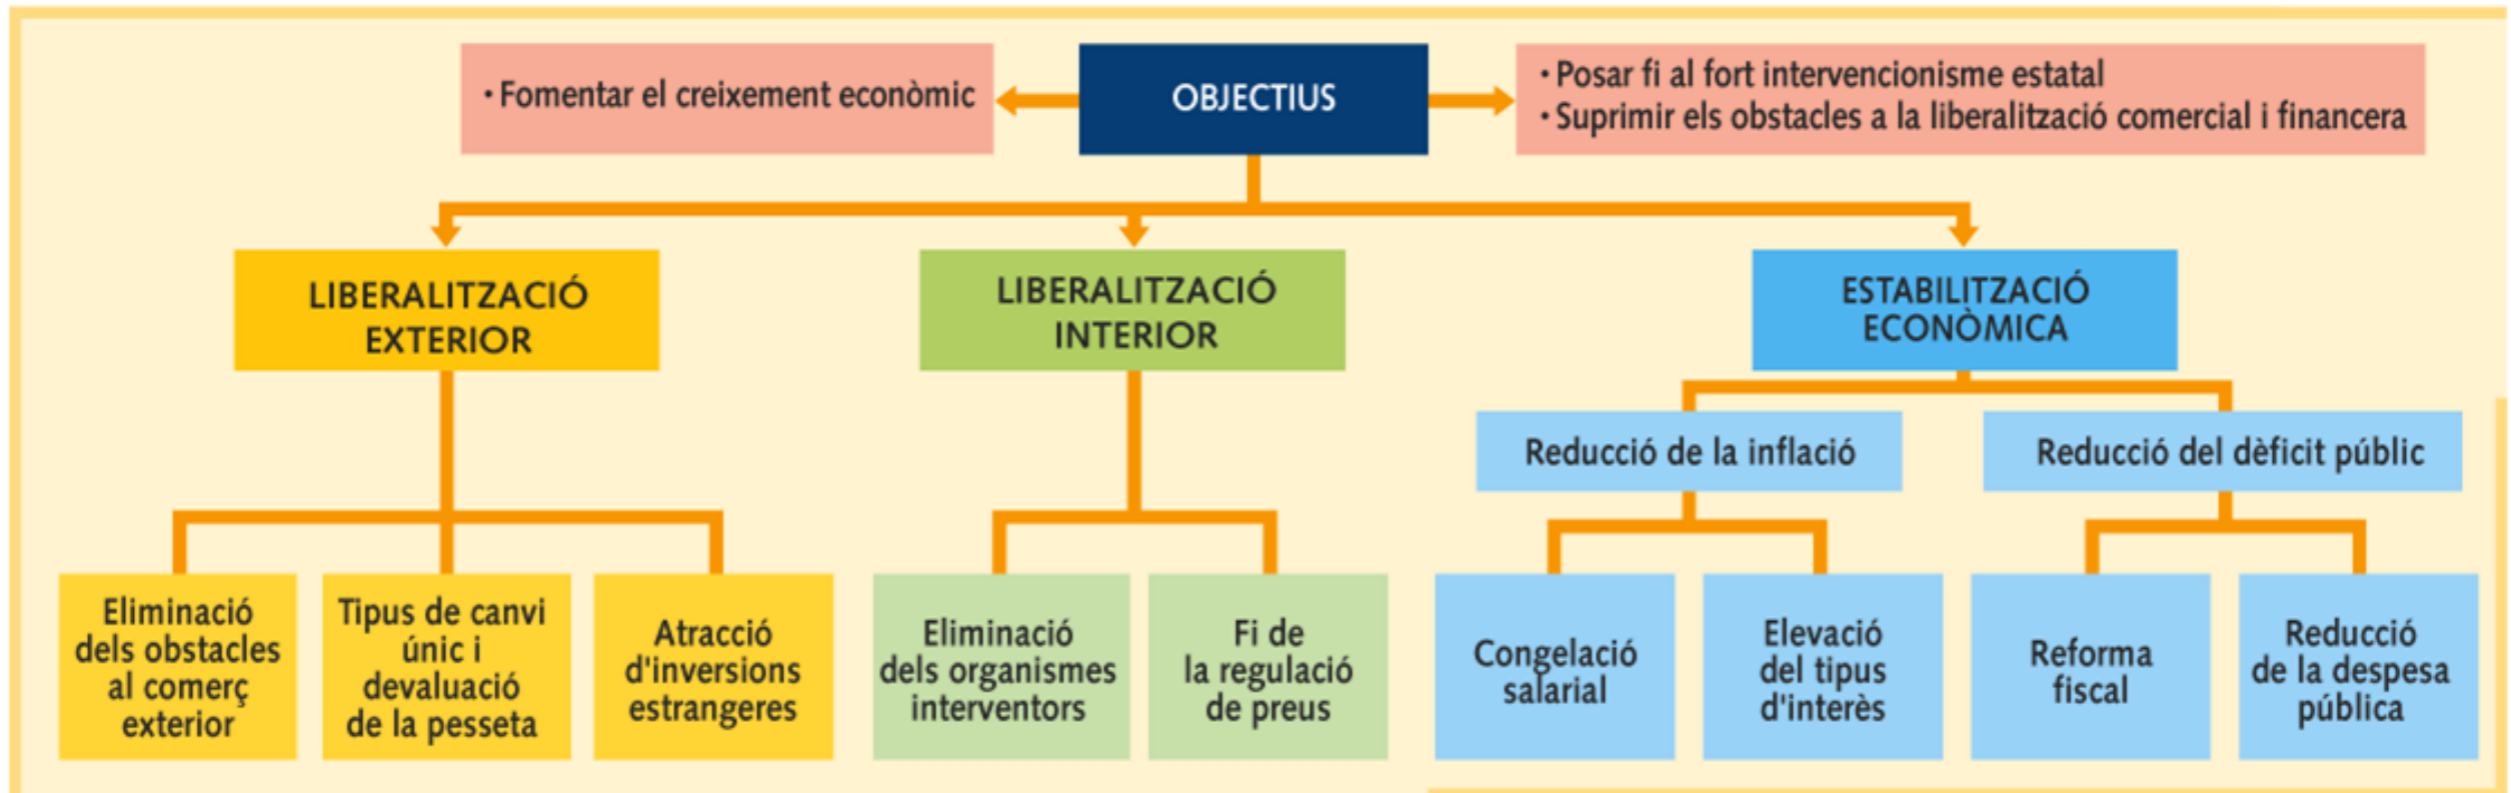 • Fomentar el creixement econòmic
OBJECTIUS
• Posar fi al fort intervencionisme estatal
• Suprimir els obstacles a la liberalització comercial i financera
LIBERALITZACIÓ
EXTERIOR
LIBERALITZACIÓ
INTERIOR
ESTABILITZACIÓ
ECONÒMICA
Reducció de la inflació
Reducció del dèficit públic
Eliminació
dels obstacles
al comerç
exterior
Tipus de canvi
únic i
devaluació
de la pesseta
Atracció
d'inversions
estrangeres
Eliminació
dels organismes
interventors
Fi de
la regulació
de preus
Congelació
salarial
Elevació
del tipus
d'interès
Reforma
fiscal
Reducció
de la despesa
pública